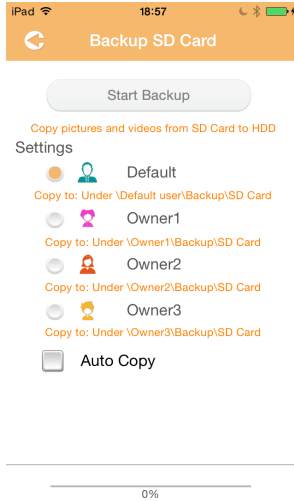 iPad 18:57
Backup SD Card
Start Backup
Copy pictures and videos from SD Card to HDD
Settings
Default
Copy to: Under \Default user\Backup\SD Card
Owner1
Copy to: Under \Owner1\Backup\SD Card
Owner2
Copy to: Under \Owner2\Backup\SD Card
Owner3
Copy to: Under \Owner3\Backup\SD Card
Auto Copy
0%